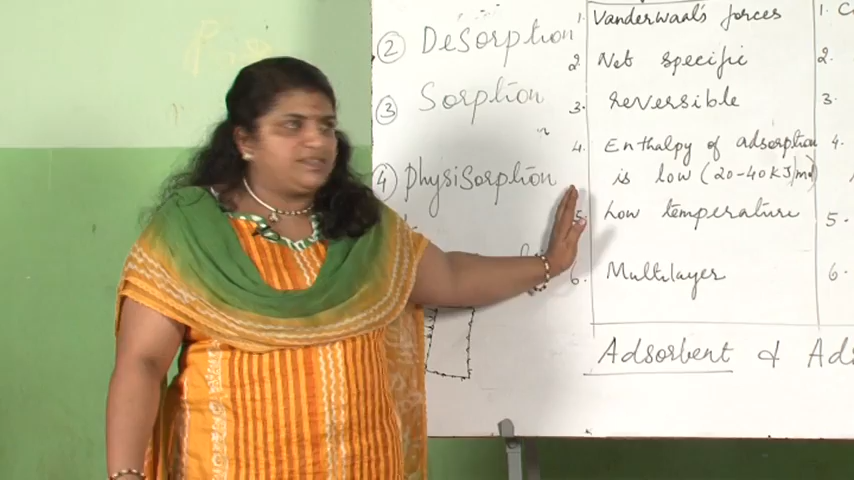 ② Desorption
③ Sorption
④ Physisorption
1. Vanderwaal's forces
2. Not specific
3. reversible
4. Enthalpy of adsorption
is low (20-40 KJ/mol)
5. Low temperature
6. Multilayer
1.
2.
3.
4.
5.
6.
Adsorbent &